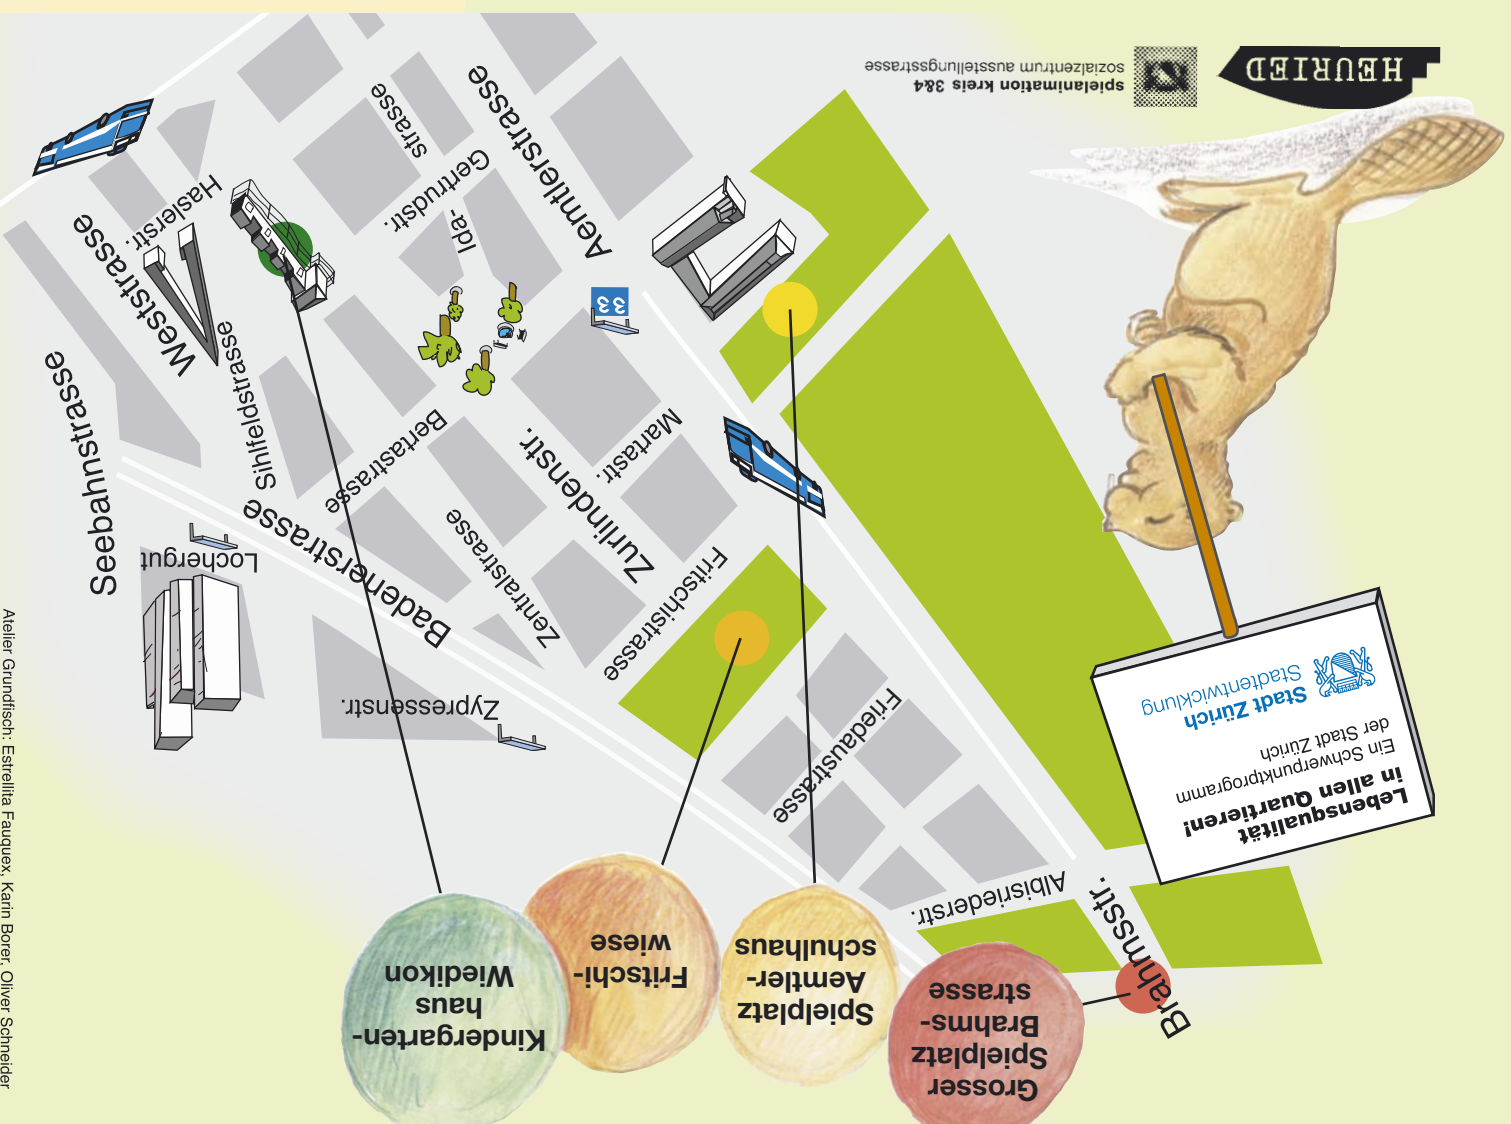 Grosser
Spielplatz
Brahms-
strasse
Spielplatz
Aemtler-
schulhaus
Fritschi-
wiese
Kindergarten-
haus
Wiedikon
Brahmsstr.
Albisriederstr.
Friedaustrasse
Fritschistrasse
Zypressenstr.
Badenerstrasse
Zentralstrasse
Zurlindenstr.
Martastr.
Bertastrasse
Lochergut
Seebahnstrasse
Sihlfeldstrasse
Weststrasse
Haslerstr.
Ida-
strasse
Gertrudstr.
Aemtlerstrasse
33
Lebensqualität
in allen Quartieren!
Ein Schwerpunktprogramm
der Stadt Zürich
Stadt Zürich
Stadtentwicklung
HEURIED
spielanimation kreis 3&4
sozialzentrum ausstellungsstrasse
Atelier Grundfisch: Estrellita Fauquex, Karin Borer, Oliver Schneider